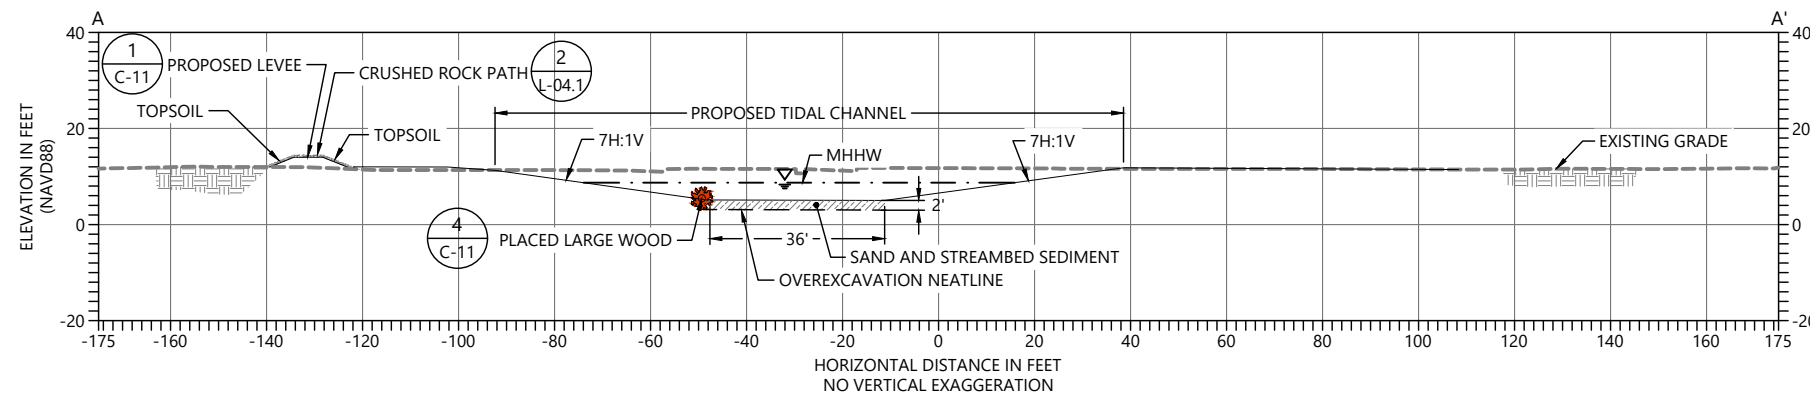 A
A'
40
40
1
C-11
PROPOSED LEVEE
CRUSHED ROCK PATH
2
L-04.1
TOPSOIL
TOPSOIL
PROPOSED TIDAL CHANNEL
20
20
7H:1V
MHHW
7H:1V
EXISTING GRADE
ELEVATION IN FEET
(NAVD88)
2'
0
0
4
C-11
PLACED LARGE WOOD
36'
SAND AND STREAMBED SEDIMENT
OVEREXCAVATION NEATLINE
-20
-20
-175 -160 -140 -120 -100 -80 -60 -40 -20 0 20 40 60 80 100 120 140 160 175
HORIZONTAL DISTANCE IN FEET
NO VERTICAL EXAGGERATION